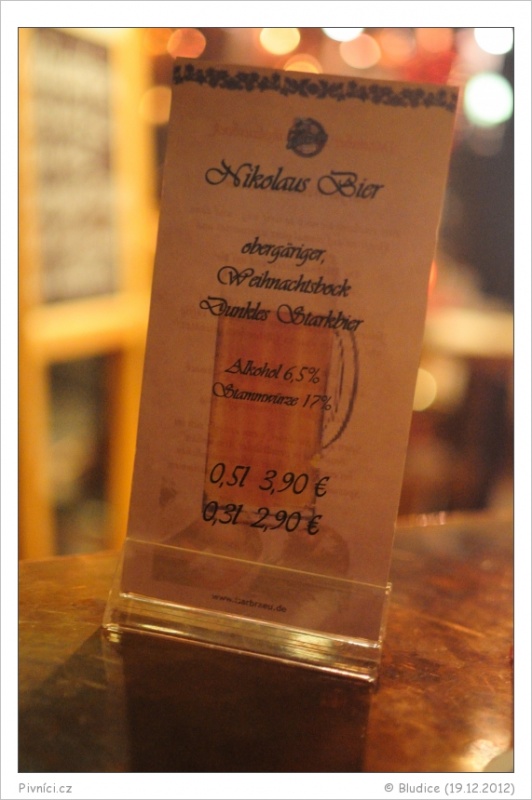 Nikolaus Bier
obergäriger,
Weihnachtsbock
Dunkles Starkbier
Alkohol 6,5%
Stammwürze 17%
0,5l 3,90 €
0,3l 2,90 €
Pivníci.cz © Bludice (19.12.2012)